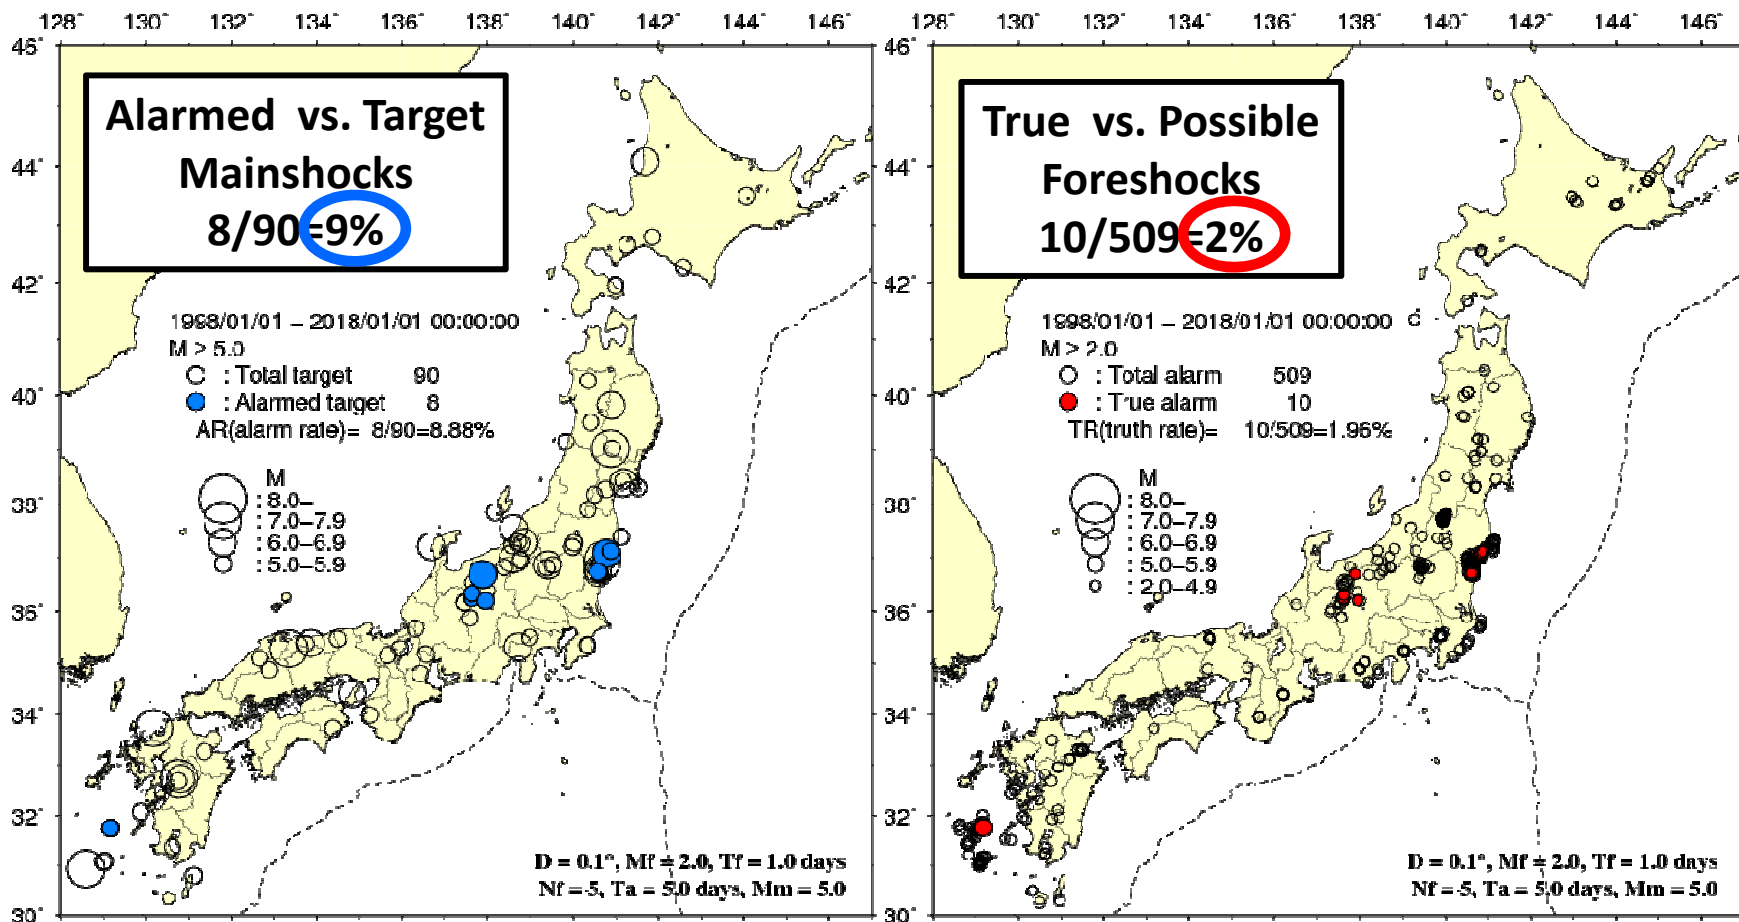 128° 130° 132° 134° 136° 138° 140° 142° 144° 146°
46°
44°
42°
40°
38°
36°
34°
32°
30°
Alarmed vs. Target
Mainshocks
8/90=9%
1998/01/01 – 2018/01/01 00:00:00
M > 5.0
: Total target 90
: Alarmed target 8
AR(alarm rate)= 8/90=8.88%
M
: 8.0–
: 7.0–7.9
: 6.0–6.9
: 5.0–5.9
D = 0.1°, Mf = 2.0, Tf = 1.0 days
Nf = 5, Ta = 5.0 days, Mm = 5.0
128° 130° 132° 134° 136° 138° 140° 142° 144° 146°
46°
44°
42°
40°
38°
36°
34°
32°
30°
True vs. Possible
Foreshocks
10/509=2%
1998/01/01 – 2018/01/01 00:00:00
M > 2.0
: Total alarm 509
: True alarm 10
TR(truth rate)= 10/509=1.96%
M
: 8.0–
: 7.0–7.9
: 6.0–6.9
: 5.0–5.9
: 2.0–4.9
D = 0.1°, Mf = 2.0, Tf = 1.0 days
Nf = 5, Ta = 5.0 days, Mm = 5.0